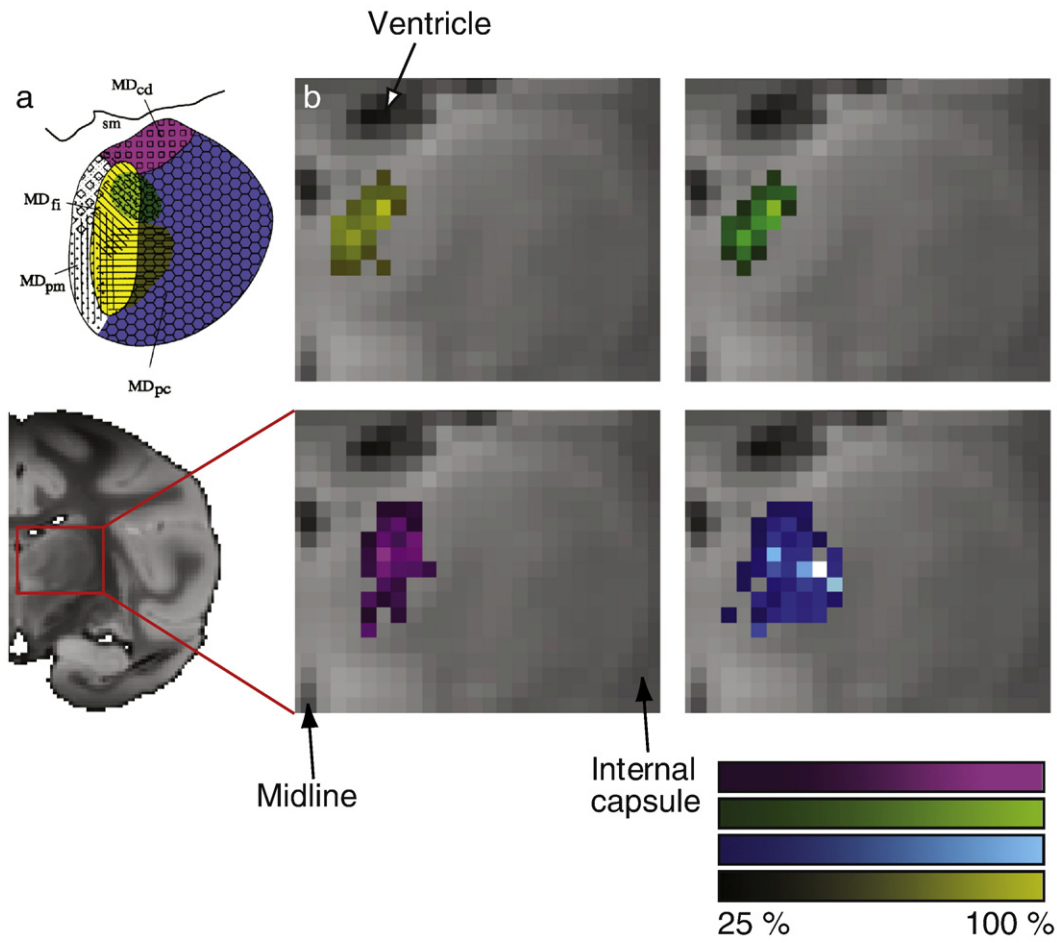 Ventricle
a
MDcd
sm
MDfi
MDpm
MDpc
b
Midline
Internal
capsule
25 %
100 %